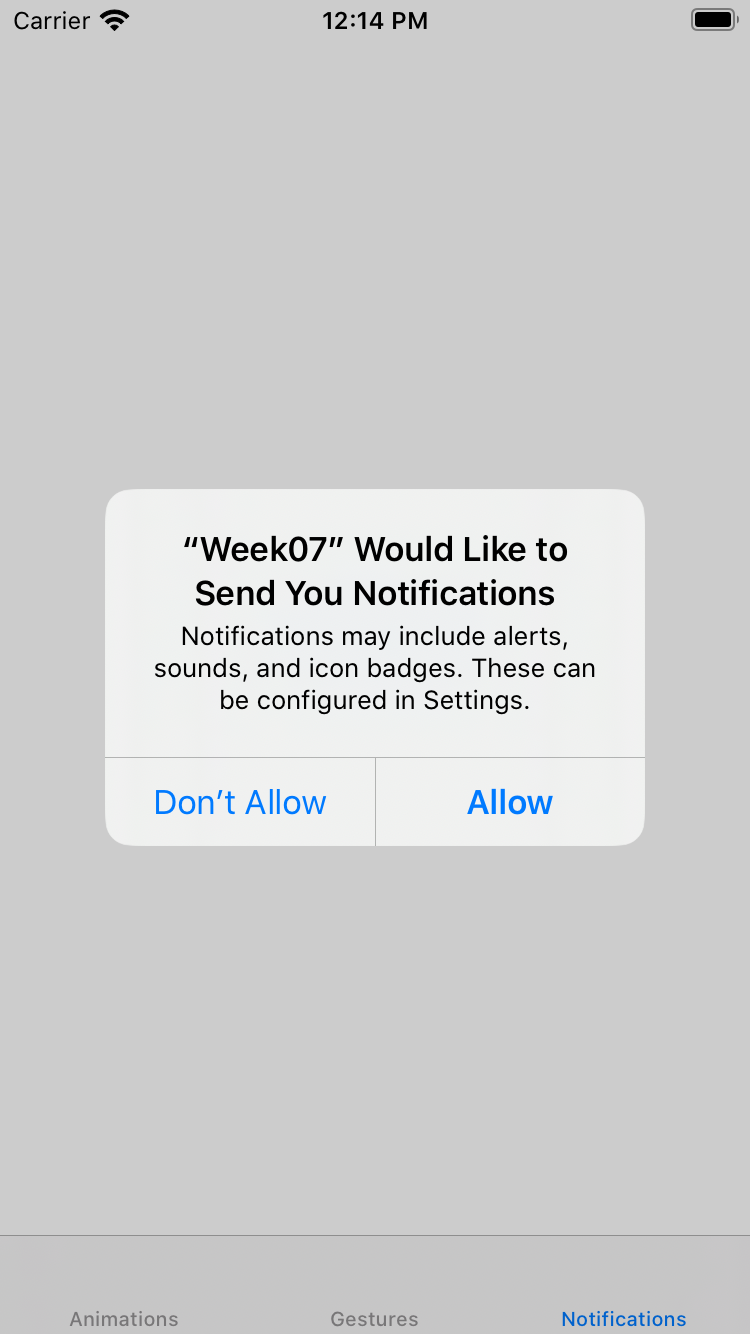 Carrier 12:14 PM
“Week07” Would Like to
Send You Notifications
Notifications may include alerts,
sounds, and icon badges. These can
be configured in Settings.
Don’t Allow Allow
Animations Gestures Notifications